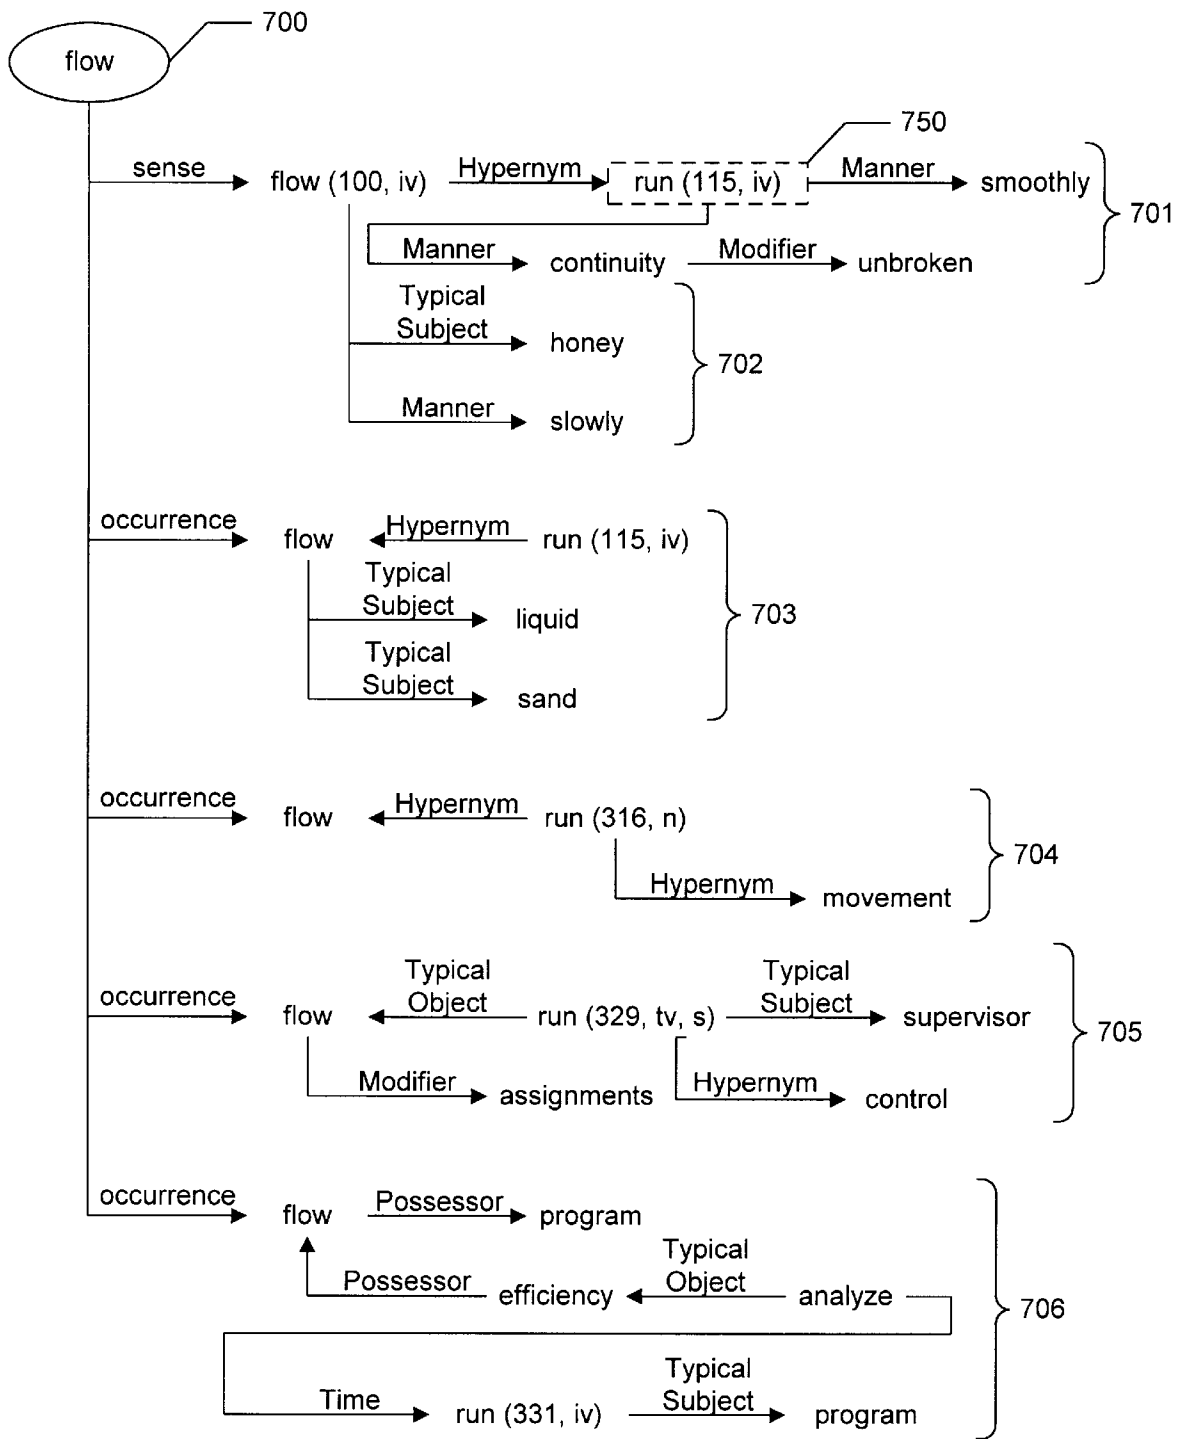 700
flow
750
sense flow (100, iv) Hypernym run (115, iv) Manner smoothly
701
Manner continuity Modifier unbroken
Typical
Subject honey
702
Manner slowly
occurrence flow Hypernym run (115, iv)
Typical
Subject liquid
703
Typical
Subject sand
occurrence flow Hypernym run (316, n)
704
Hypernym movement
Typical Typical
occurrence flow Object run (329, tv, s) Subject supervisor
705
Modifier assignments Hypernym control
occurrence flow Possessor program
Typical
Possessor efficiency Object analyze
706
Typical
Time run (331, iv) Subject program